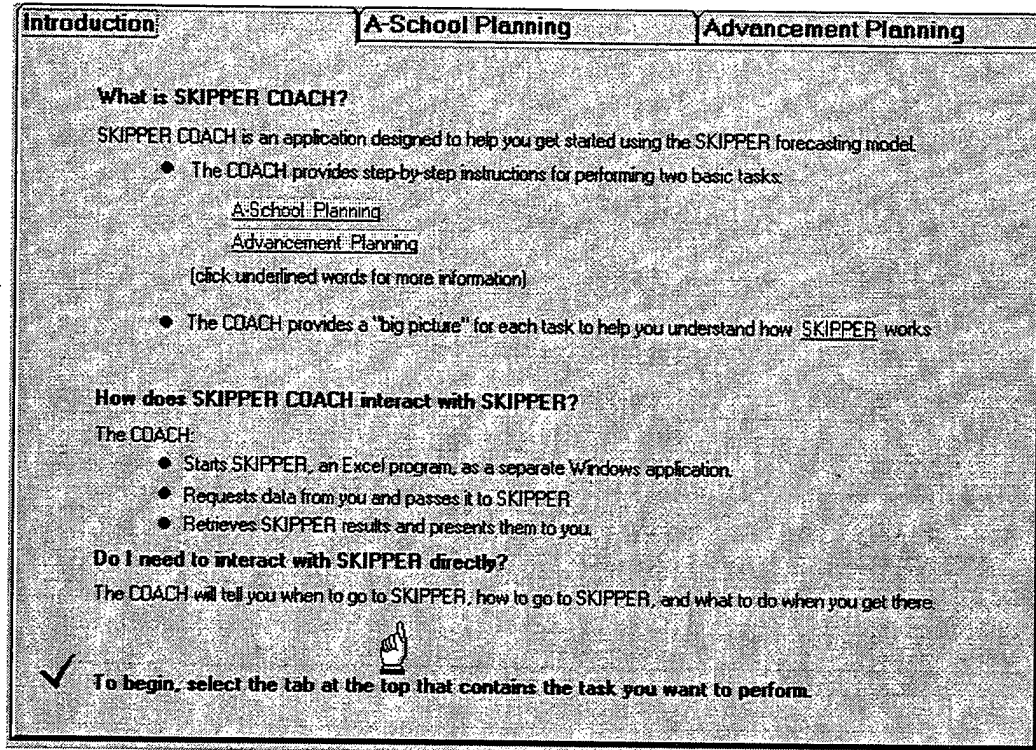 Introduction A-School Planning Advancement Planning
What is SKIPPER COACH?
SKIPPER COACH is an application designed to help you get started using the SKIPPER forecasting model.
● The COACH provides step-by-step instructions for performing two basic tasks:
A-School Planning
Advancement Planning
(click underlined words for more information)
● The COACH provides a "big picture" for each task to help you understand how SKIPPER works
How does SKIPPER COACH interact with SKIPPER?
The COACH:
● Starts SKIPPER, an Excel program, as a separate Windows application.
● Requests data from you and passes it to SKIPPER
● Retrieves SKIPPER results and presents them to you.
Do I need to interact with SKIPPER directly?
The COACH will tell you when to go to SKIPPER, how to go to SKIPPER, and what to do when you get there.
To begin, select the tab at the top that contains the task you want to perform.